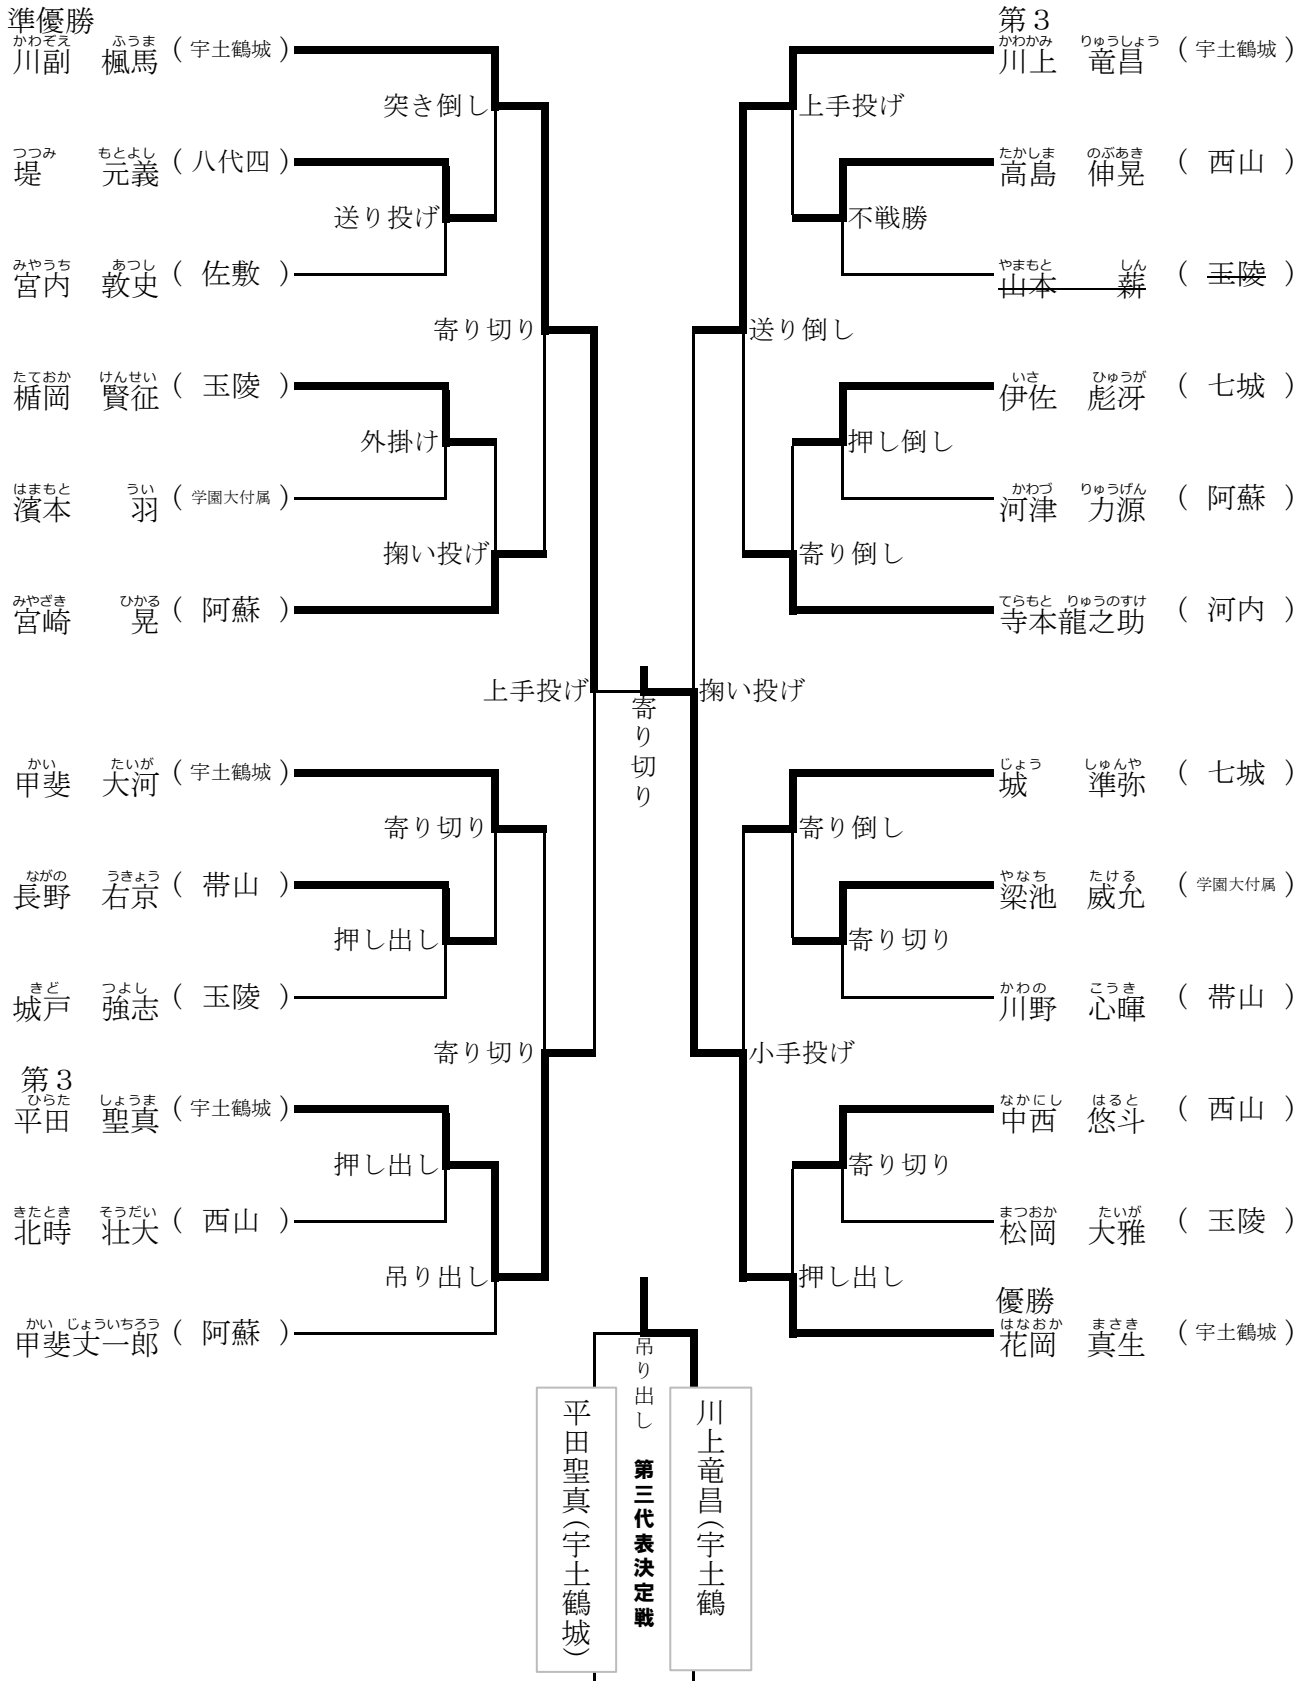 準優勝
かわぞえ ふうま
川副 楓馬 (宇土鶴城)
突き倒し
つつみ もとよし
堤 元義 (八代四)
送り投げ
みやうち あつし
宮内 敦史 (佐敷)
寄り切り
たておか けんせい
楯岡 賢征 (玉陵)
外掛け
はまもと うい
濱本 羽 (学園大付属)
掬い投げ
みやざき ひかる
宮崎 晃 (阿蘇)
上手投げ
かい たいが
甲斐 大河 (宇土鶴城)
寄り切り
ながの うきょう
長野 右京 (帯山)
押し出し
きど つよし
城戸 強志 (玉陵)
寄り切り
第３
ひらた しょうま
平田 聖真 (宇土鶴城)
押し出し
きたとき そうだい
北時 壮大 (西山)
吊り出し
かい じょういちろう
甲斐丈一郎 (阿蘇)
寄り切り
第３
かわかみ りゅうしょう
川上 竜昌 (宇土鶴城)
上手投げ
たかしま のぶあき
高島 伸晃 (西山)
不戦勝
やまもと しん
山本 薪 (玉陵)
送り倒し
いさ ひゅうが
伊佐 彪冴 (七城)
押し倒し
かわづ りゅうげん
河津 力源 (阿蘇)
寄り倒し
てらもと りゅうのすけ
寺本龍之助 (河内)
掬い投げ
じょう しゅんや
城 準弥 (七城)
寄り倒し
やなち たける
梁池 威允 (学園大付属)
寄り切り
かわの こうき
川野 心暉 (帯山)
小手投げ
なかにし はると
中西 悠斗 (西山)
寄り切り
まつおか たいが
松岡 大雅 (玉陵)
押し出し
優勝
はなおか まさき
花岡 真生 (宇土鶴城)
吊り出し
第三代表決定戦
川上竜昌(宇土鶴
平田聖真(宇土鶴城)